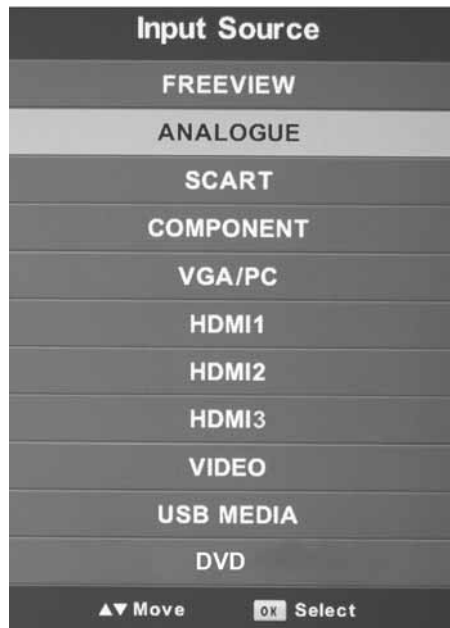 Input Source
FREEVIEW
ANALOGUE
SCART
COMPONENT
VGA/PC
HDMI1
HDMI2
HDMI3
VIDEO
USB MEDIA
DVD
▲▼ Move OK Select